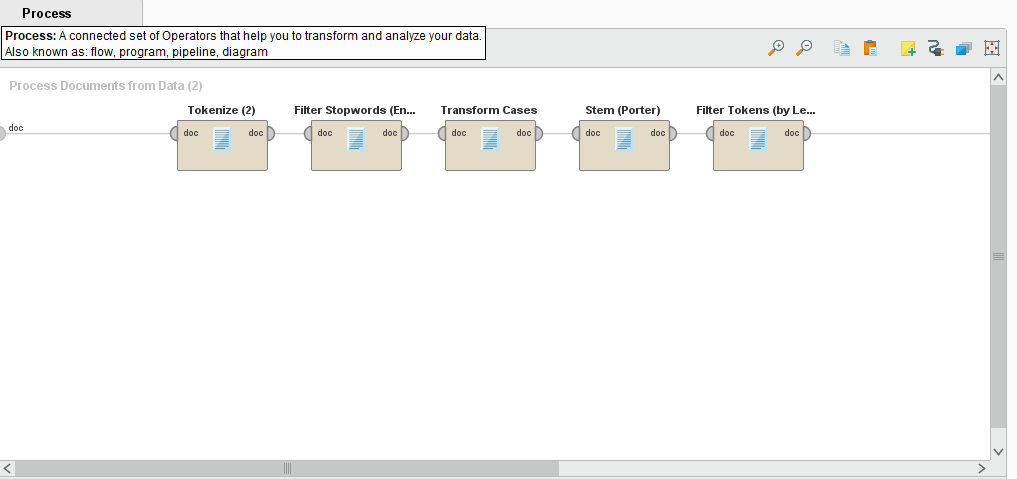 Process
Process: A connected set of Operators that help you to transform and analyze your data.
Also known as: flow, program, pipeline, diagram
Process Documents from Data (2)
Tokenize (2) Filter Stopwords (En... Transform Cases Stem (Porter) Filter Tokens (by Le...
doc doc doc doc doc doc doc doc doc doc doc